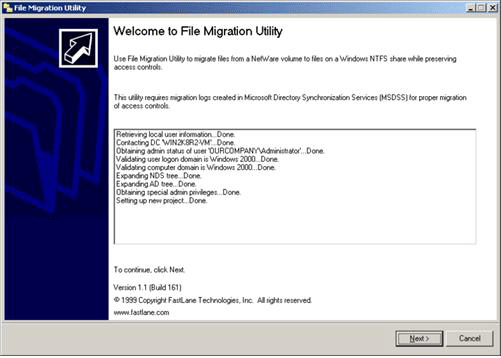 File Migration Utility
Welcome to File Migration Utility
Use File Migration Utility to migrate files from a NetWare volume to files on a Windows NTFS share while preserving
access controls.
This utility requires migration logs created in Microsoft Directory Synchronization Services (MSDSS) for proper migration
of access controls.
Retrieving local user information...Done.
Contacting DC 'WIN2K8R2-VM'...Done.
Obtaining admin status of user 'OURCOMPANY\Administrator'...Done.
Validating user logon domain is Windows 2000...Done.
Validating computer domain is Windows 2000...Done.
Expanding NDS tree...Done.
Expanding AD tree...Done.
Obtaining special admin privileges...Done.
Setting up new project...Done.
To continue, click Next.
Version 1.1 (Build 161)
© 1999 Copyright FastLane Technologies, Inc. All rights reserved.
www.fastlane.com
Next >
Cancel